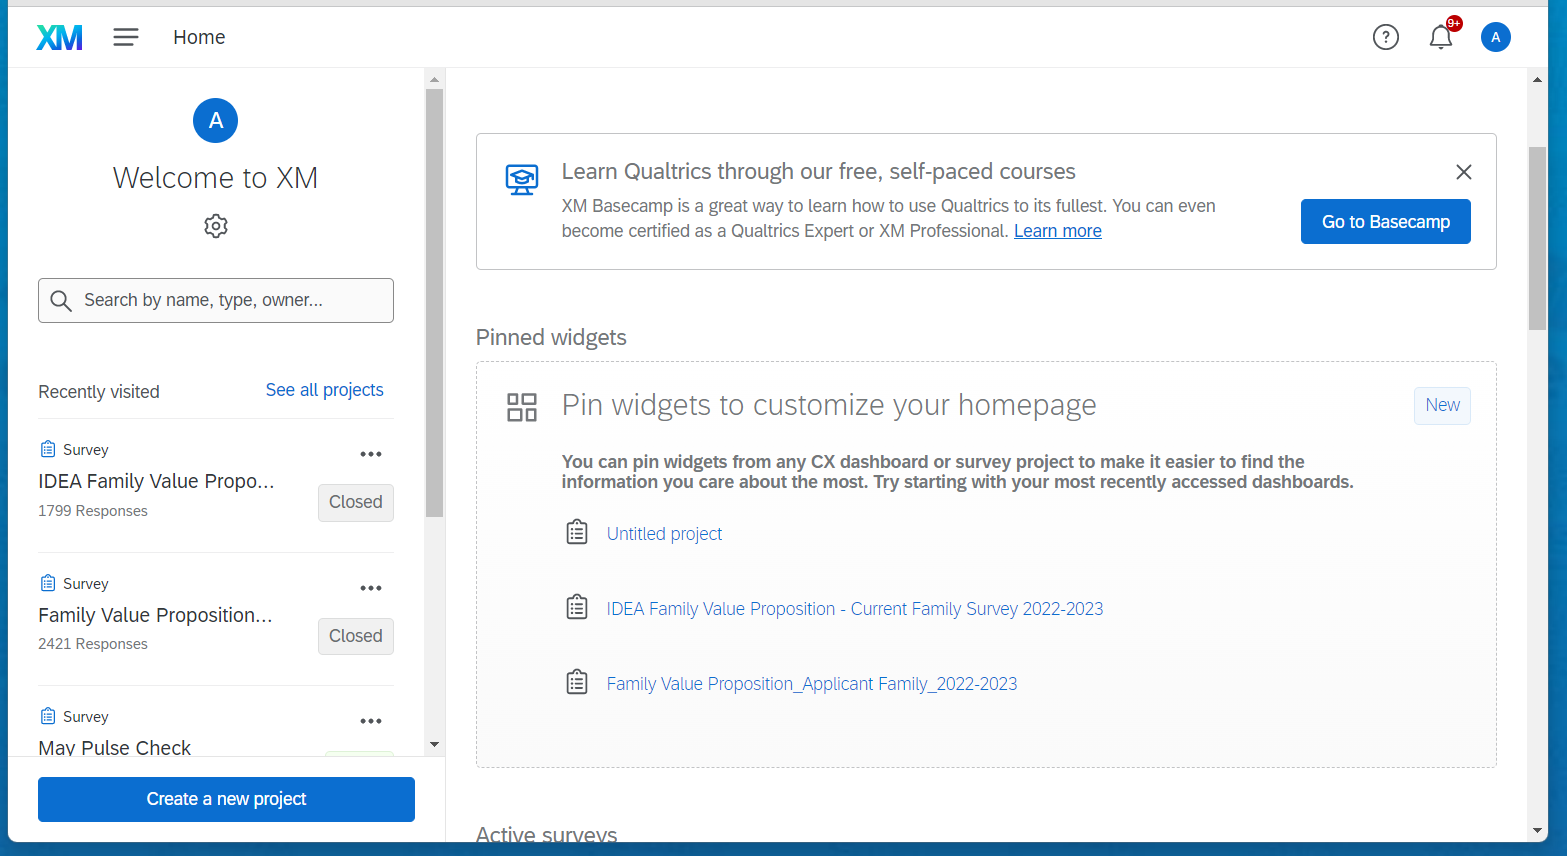 XM
Home
?
9+
A
A
Welcome to XM
Search by name, type, owner...
Recently visited
See all projects
Survey
IDEA Family Value Propo...
1799 Responses
Closed
Survey
Family Value Proposition...
2421 Responses
Closed
Survey
May Pulse Check
Create a new project
Learn Qualtrics through our free, self-paced courses
XM Basecamp is a great way to learn how to use Qualtrics to its fullest. You can even
become certified as a Qualtrics Expert or XM Professional. Learn more
Go to Basecamp
Pinned widgets
Pin widgets to customize your homepage
New
You can pin widgets from any CX dashboard or survey project to make it easier to find the
information you care about the most. Try starting with your most recently accessed dashboards.
Untitled project
IDEA Family Value Proposition - Current Family Survey 2022-2023
Family Value Proposition_Applicant Family_2022-2023
Active surveys